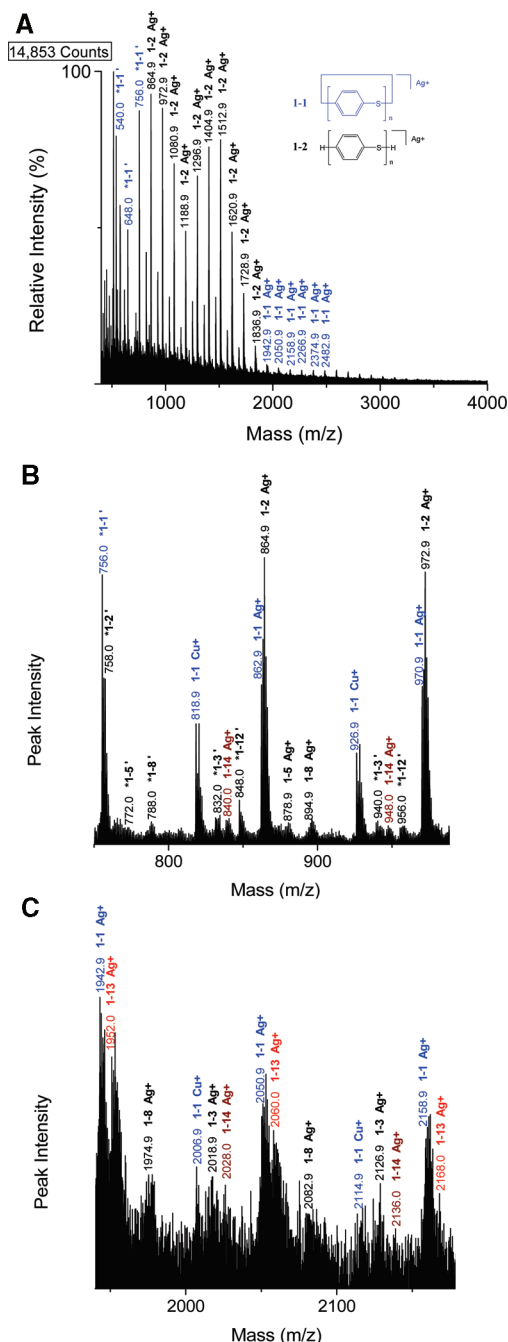 A
14,853 Counts
100
540.0 *1-1'
648.0 *1-1'
756.0 *1-1'
864.9 1-2 Ag+
972.9 1-2 Ag+
1080.9 1-2 Ag+
1188.9 1-2 Ag+
1296.9 1-2 Ag+
1404.9 1-2 Ag+
1512.9 1-2 Ag+
1620.9 1-2 Ag+
1728.9 1-2 Ag+
1836.9 1-2 Ag+
1942.9 1-1 Ag+
2050.9 1-1 Ag+
2158.9 1-1 Ag+
2266.9 1-1 Ag+
2374.9 1-1 Ag+
2482.9 1-1 Ag+
1-1
S
n
Ag+
1-2
H
S
H
n
Ag+
Relative Intensity (%)
1000 2000 3000 4000
Mass (m/z)
B
756.0 *1-1'
758.0 *1-2'
772.0 *1-5'
788.0 *1-8'
818.9 1-1 Cu+
832.0 *1-3'
840.0 1-14 Ag+
848.0 *1-12'
862.9 1-1 Ag+
864.9 1-2 Ag+
878.9 1-5 Ag+
894.9 1-8 Ag+
926.9 1-1 Cu+
940.0 *1-3'
948.0 1-14 Ag+
956.0 *1-12'
970.9 1-1 Ag+
972.9 1-2 Ag+
Peak Intensity
800 900
Mass (m/z)
C
1942.9 1-1 Ag+
1952.0 1-13 Ag+
1974.9 1-8 Ag+
2006.9 1-1 Cu+
2018.9 1-3 Ag+
2028.0 1-14 Ag+
2050.9 1-1 Ag+
2060.0 1-13 Ag+
2082.9 1-8 Ag+
2114.9 1-1 Cu+
2126.9 1-3 Ag+
2136.0 1-14 Ag+
2158.9 1-1 Ag+
2168.0 1-13 Ag+
Peak Intensity
2000 2100
Mass (m/z)